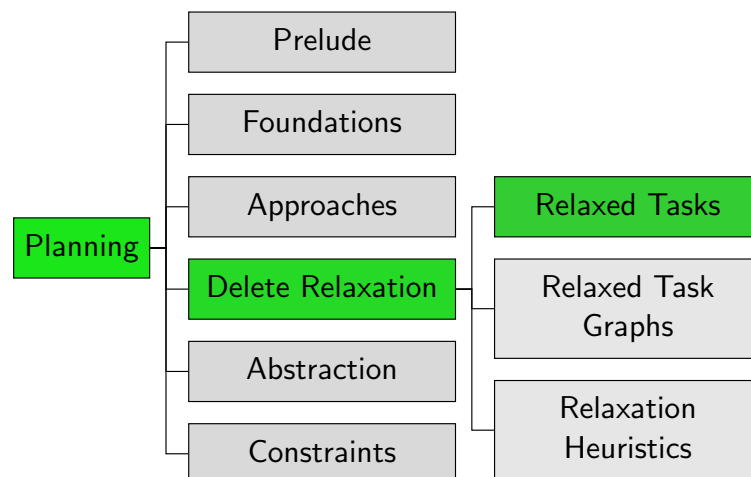 Planning
Prelude
Foundations
Approaches
Delete Relaxation
Abstraction
Constraints
Relaxed Tasks
Relaxed Task
Graphs
Relaxation
Heuristics